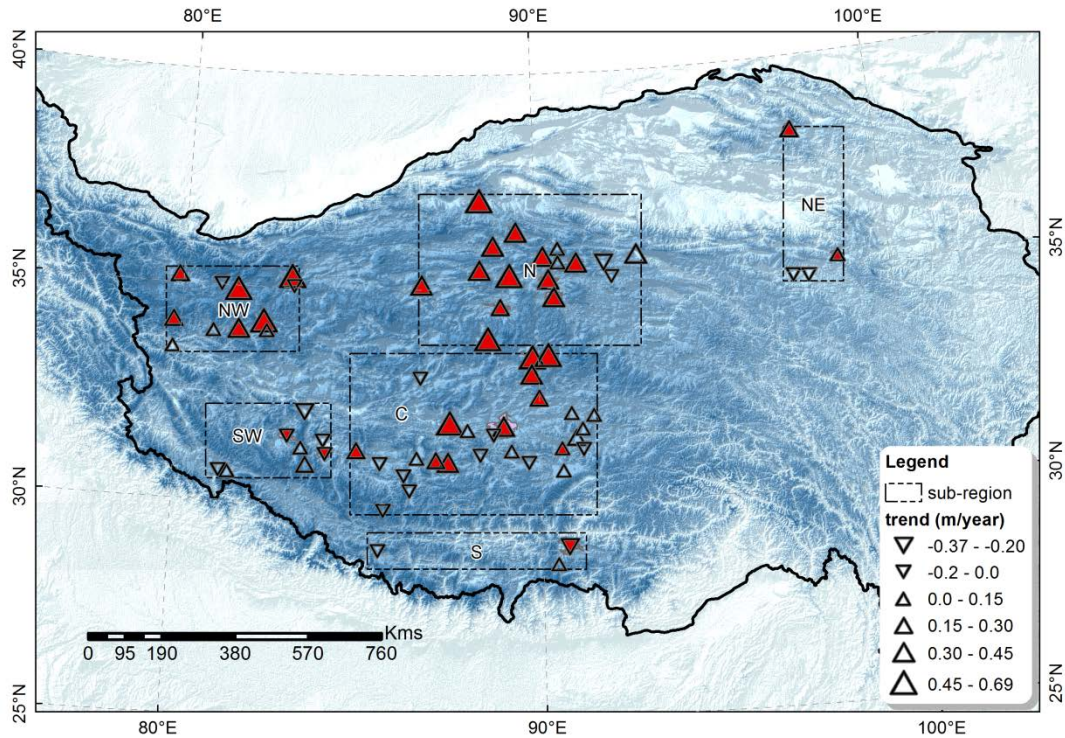 80°E 90°E 100°E
40°N
35°N
30°N
25°N
35°N
30°N
25°N
NE
N
NW
C
SW
S
Kms
0 95 190 380 570 760
Legend
sub-region
trend (m/year)
-0.37 - -0.20
-0.2 - 0.0
0.0 - 0.15
0.15 - 0.30
0.30 - 0.45
0.45 - 0.69
80°E 90°E 100°E